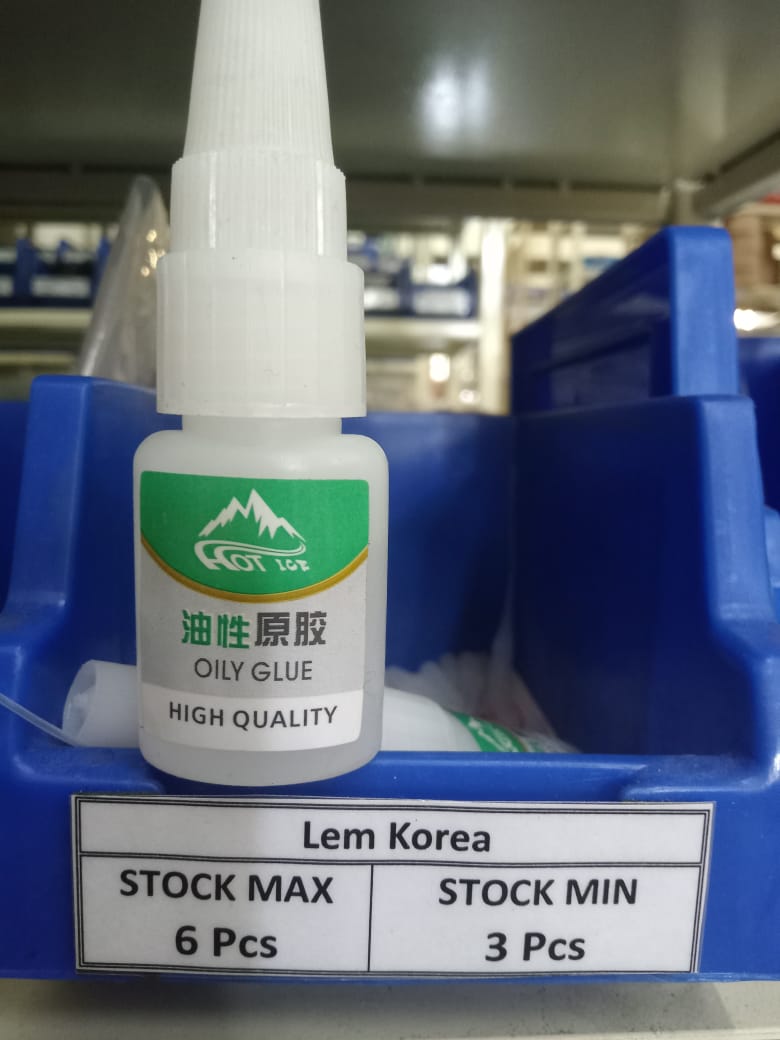 HOT ICE
油性原胶
OILY GLUE
HIGH QUALITY
Lem Korea
STOCK MAX
6 Pcs
STOCK MIN
3 Pcs